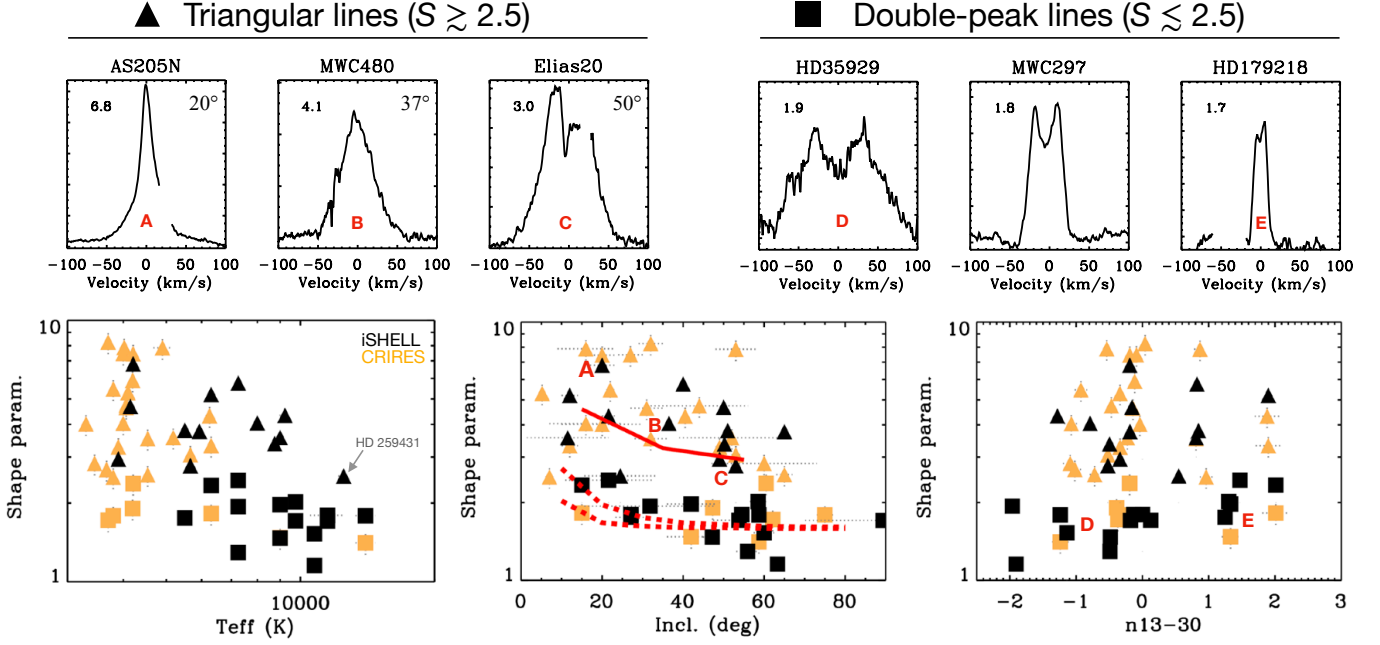 ▲ Triangular lines (S ≳ 2.5)
■ Double-peak lines (S ≲ 2.5)
AS205N
MWC480
Elias20
HD35929
MWC297
HD179218
6.8 20°
4.1 37°
3.0 50°
1.9
1.8
1.7
A
B
C
D
E
−100 −50 0 50 100
−100 −50 0 50 100
−100 −50 0 50 100
−100 −50 0 50 100
−100 −50 0 50 100
−100 −50 0 50 100
Velocity (km/s)
Velocity (km/s)
Velocity (km/s)
Velocity (km/s)
Velocity (km/s)
Velocity (km/s)
10
1
Shape param.
iSHELL
CRIRES
HD 259431
10000
Teff (K)
10
1
Shape param.
A
B
C
0 20 40 60 80
Incl. (deg)
10
1
Shape param.
D
E
−2 −1 0 1 2 3
n13−30